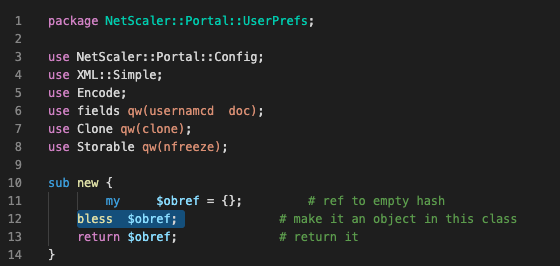 1 package NetScaler::Portal::UserPrefs;
2
3 use NetScaler::Portal::Config;
4 use XML::Simple;
5 use Encode;
6 use fields qw(usernamcd  doc);
7 use Clone qw(clone);
8 use Storable qw(nfreeze);
9
10 sub new {
11         my     $obref = {};         # ref to empty hash
12     bless  $obref;              # make it an object in this class
13     return $obref;              # return it
14 }